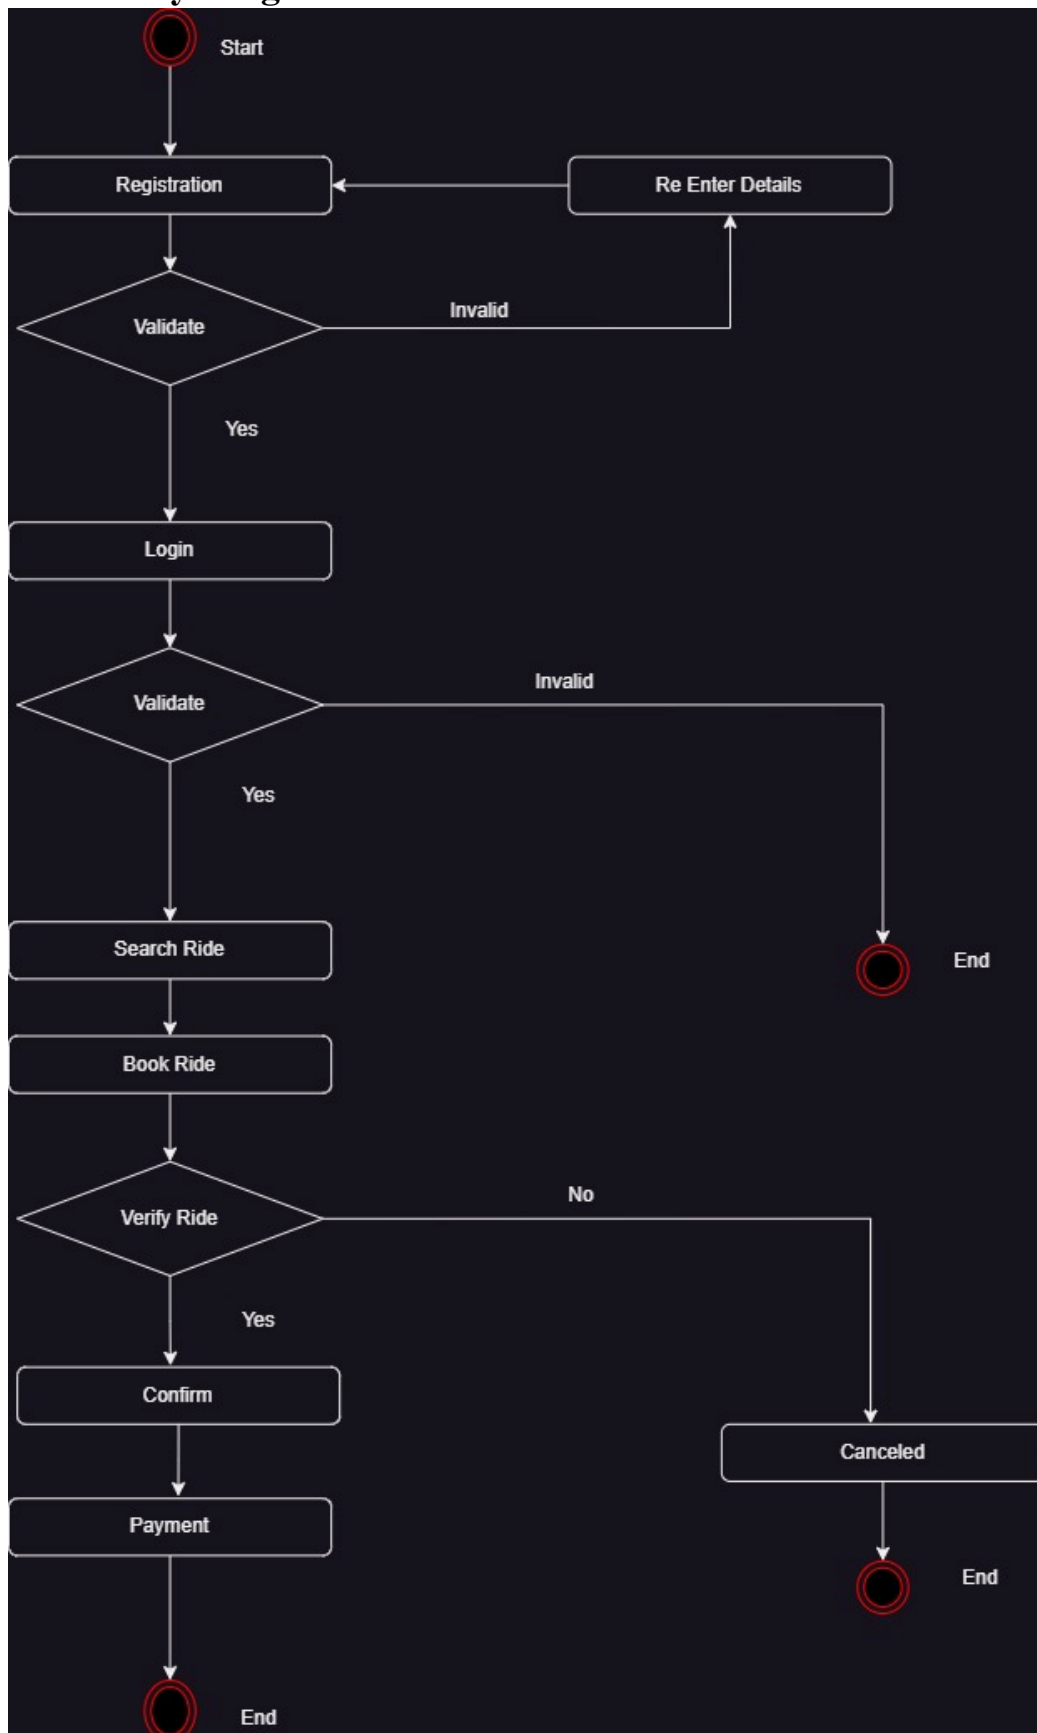 Start
Registration
Re Enter Details
Validate
Invalid
Yes
Login
Validate
Invalid
Yes
Search Ride
End
Book Ride
Verify Ride
No
Yes
Confirm
Canceled
Payment
End
End